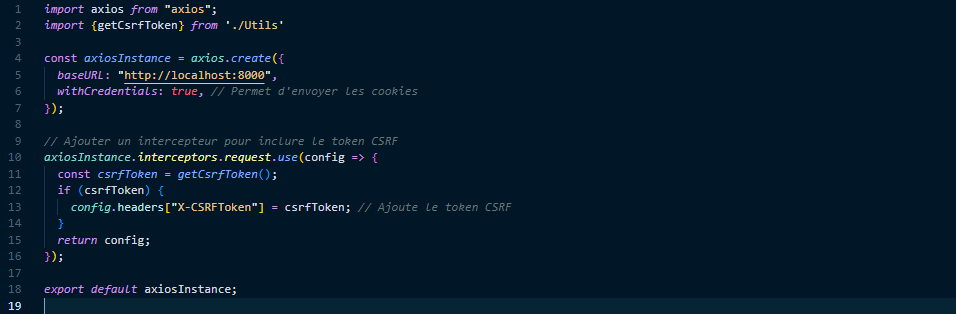 1 import axios from "axios";
2 import {getCsrfToken} from './Utils'
3
4 const axiosInstance = axios.create({
5   baseURL: "http://localhost:8000",
6   withCredentials: true, // Permet d'envoyer les cookies
7 });
8
9 // Ajouter un intercepteur pour inclure le token CSRF
10 axiosInstance.interceptors.request.use(config => {
11   const csrfToken = getCsrfToken();
12   if (csrfToken) {
13     config.headers["X-CSRFToken"] = csrfToken; // Ajoute le token CSRF
14   }
15   return config;
16 });
17
18 export default axiosInstance;
19